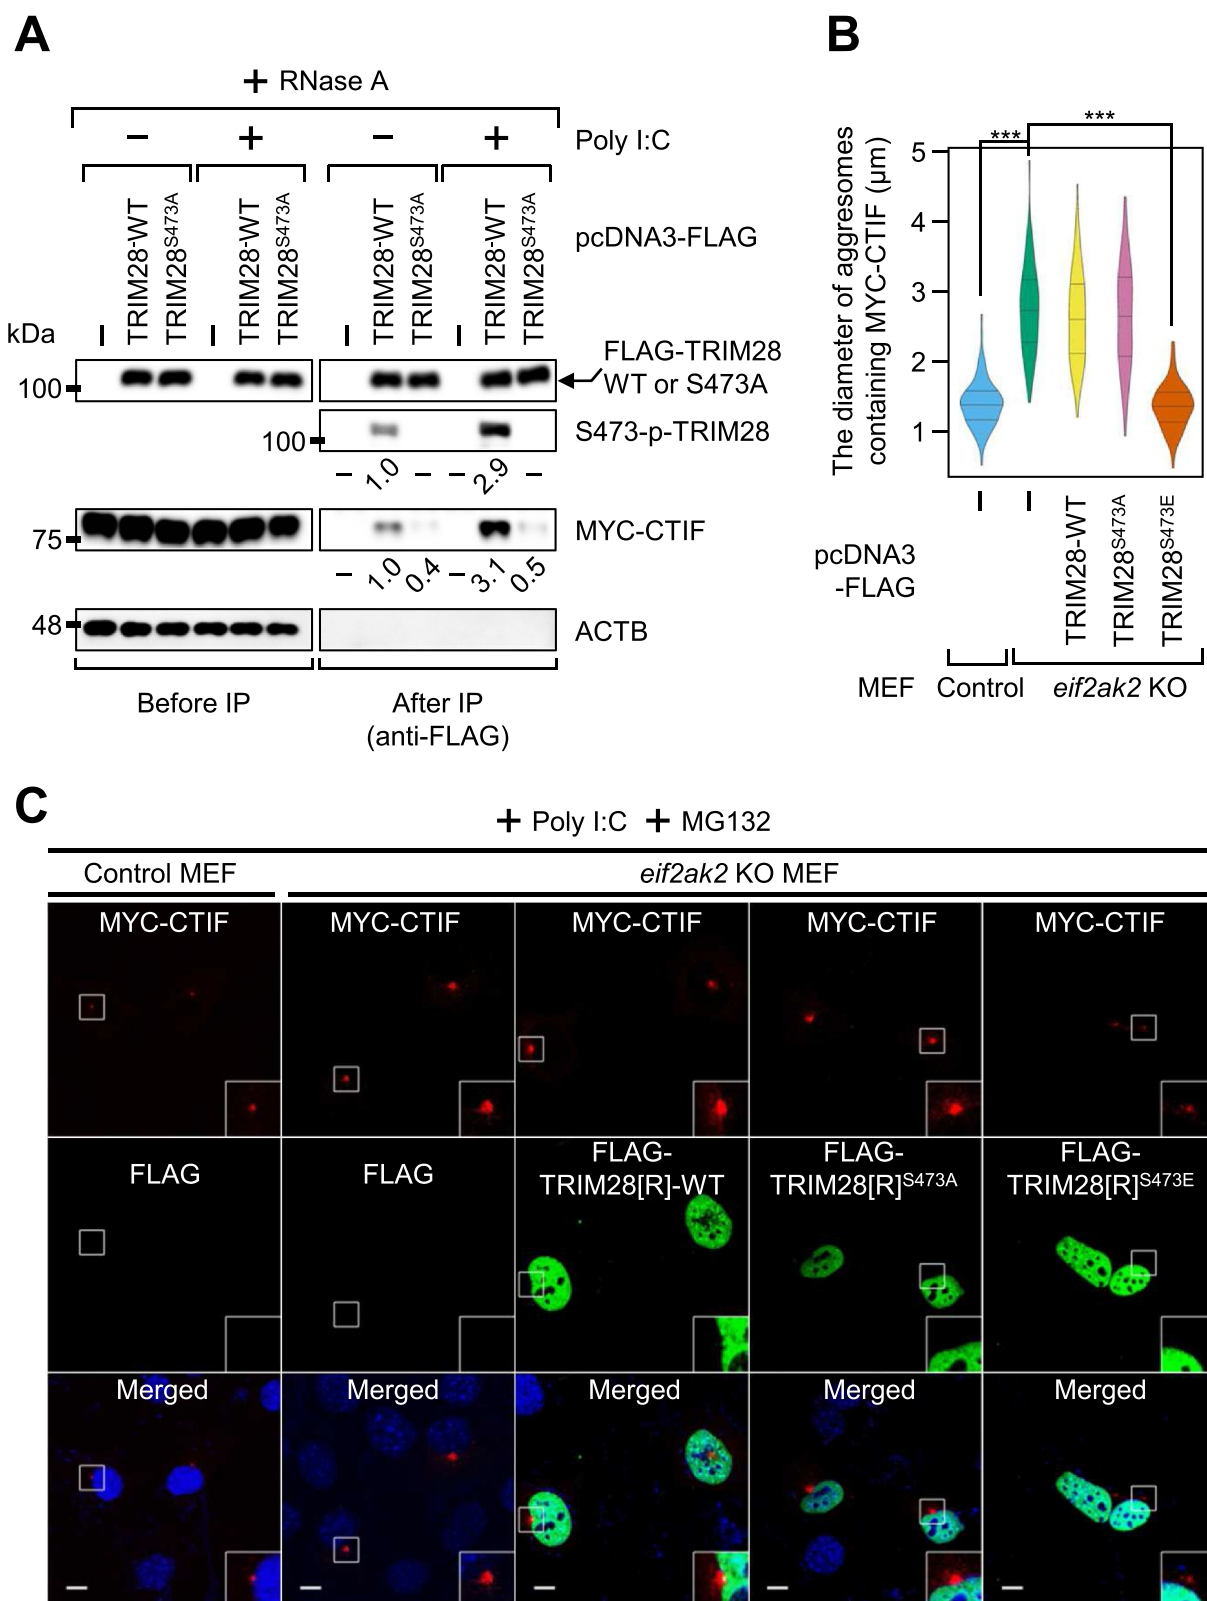 A
+ RNase A
− + − + Poly I:C
− TRIM28-WT TRIM28S473A − TRIM28-WT TRIM28S473A − TRIM28-WT TRIM28S473A − TRIM28-WT TRIM28S473A pcDNA3-FLAG
kDa
100
FLAG-TRIM28
WT or S473A
100
S473-p-TRIM28
− 1.0 − − 2.9 −
75
MYC-CTIF
− 1.0 0.4 − 3.1 0.5
48
ACTB
Before IP
After IP
(anti-FLAG)
B
The diameter of aggresomes
containing MYC-CTIF (μm)
5
4
3
2
1
*** ***
pcDNA3
-FLAG
− − TRIM28-WT TRIM28S473A TRIM28S473E
MEF Control eif2ak2 KO
C
+ Poly I:C + MG132
Control MEF eif2ak2 KO MEF
MYC-CTIF MYC-CTIF MYC-CTIF MYC-CTIF MYC-CTIF
FLAG FLAG
FLAG-
TRIM28[R]-WT
FLAG-
TRIM28[R]S473A
FLAG-
TRIM28[R]S473E
Merged Merged Merged Merged Merged